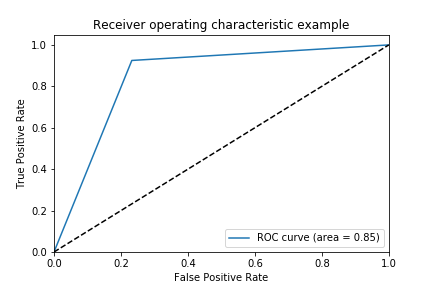 Receiver operating characteristic example
True Positive Rate
1.0
0.8
0.6
0.4
0.2
0.0
ROC curve (area = 0.85)
0.0 0.2 0.4 0.6 0.8 1.0
False Positive Rate